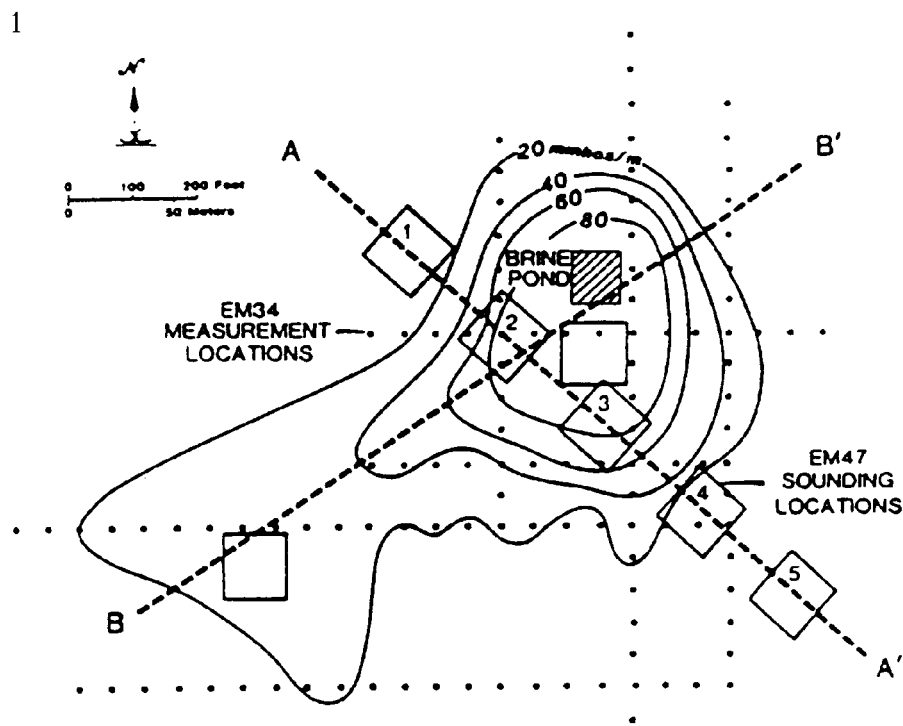 1
N
A
B'
0 100 200 Feet
0 50 Meters
20 mmhos/m
40
60
80
1
BRINE
POND
EM34
MEASUREMENT
LOCATIONS
2
3
EM47
SOUNDING
LOCATIONS
4
5
B
A'